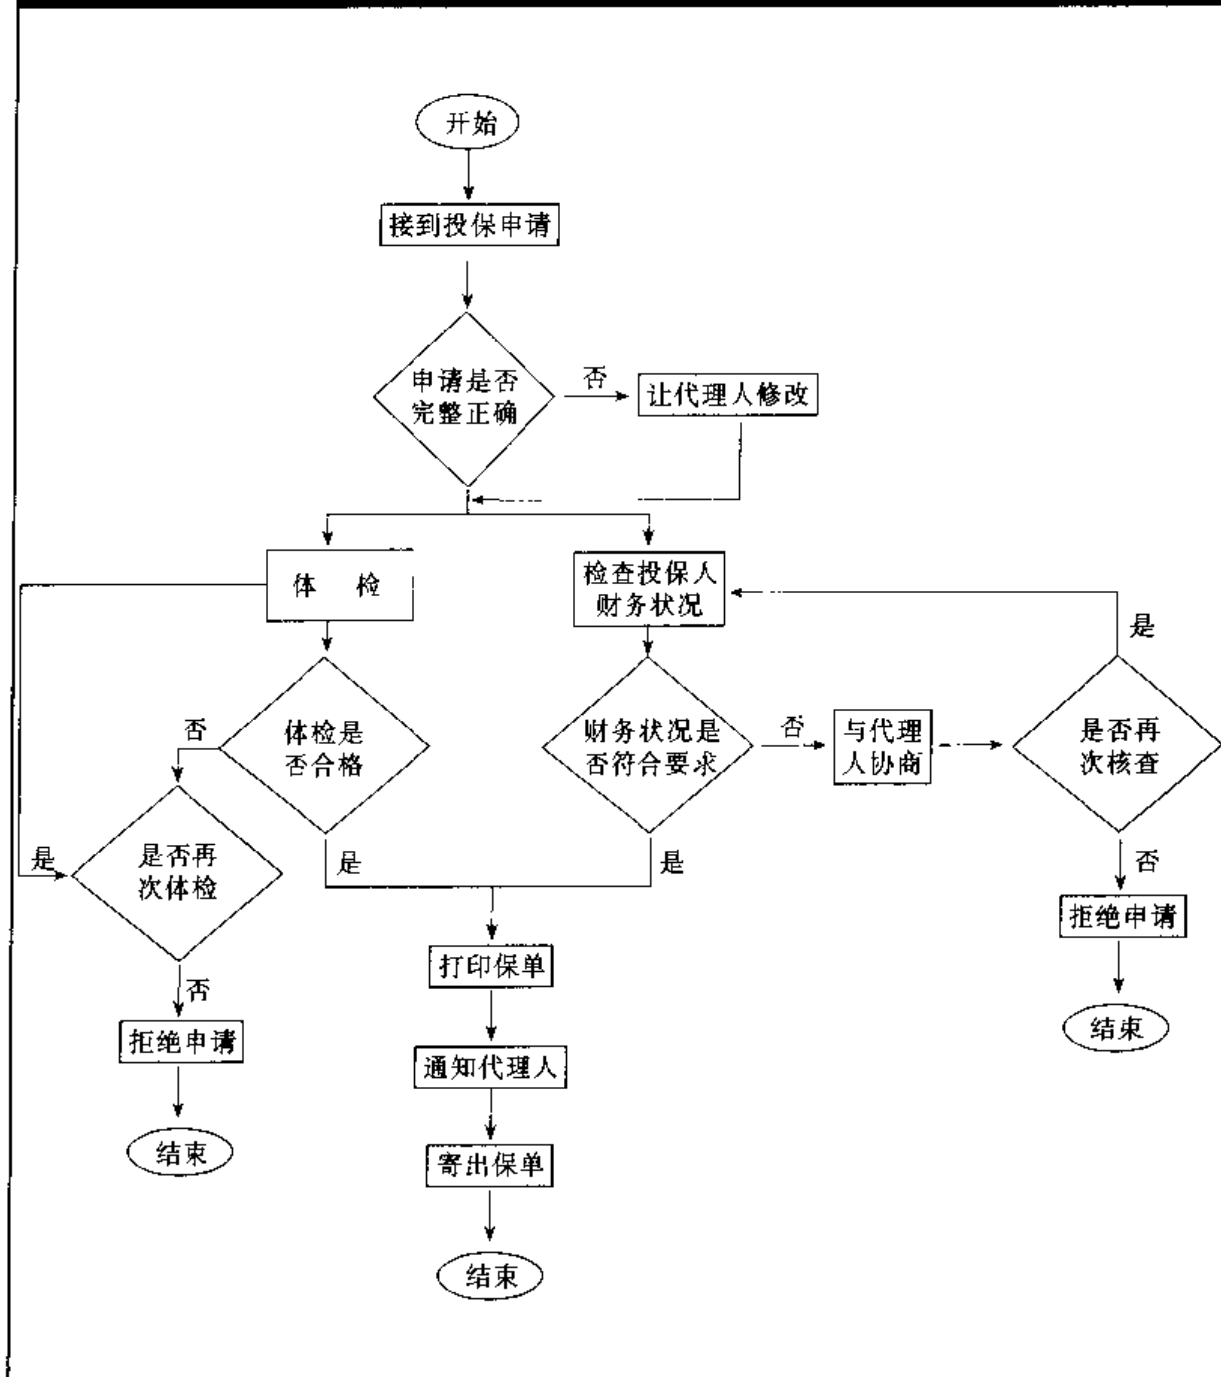 开始
接到投保申请
申请是否
完整正确
否
让代理人修改
体 检
检查投保人
财务状况
是
否
体检是
否合格
财务状况是
否符合要求
否
与代理
人协商
是否再
次核查
是
是否再
次体检
是
是
否
拒绝申请
打印保单
否
拒绝申请
结束
通知代理人
结束
寄出保单
结束